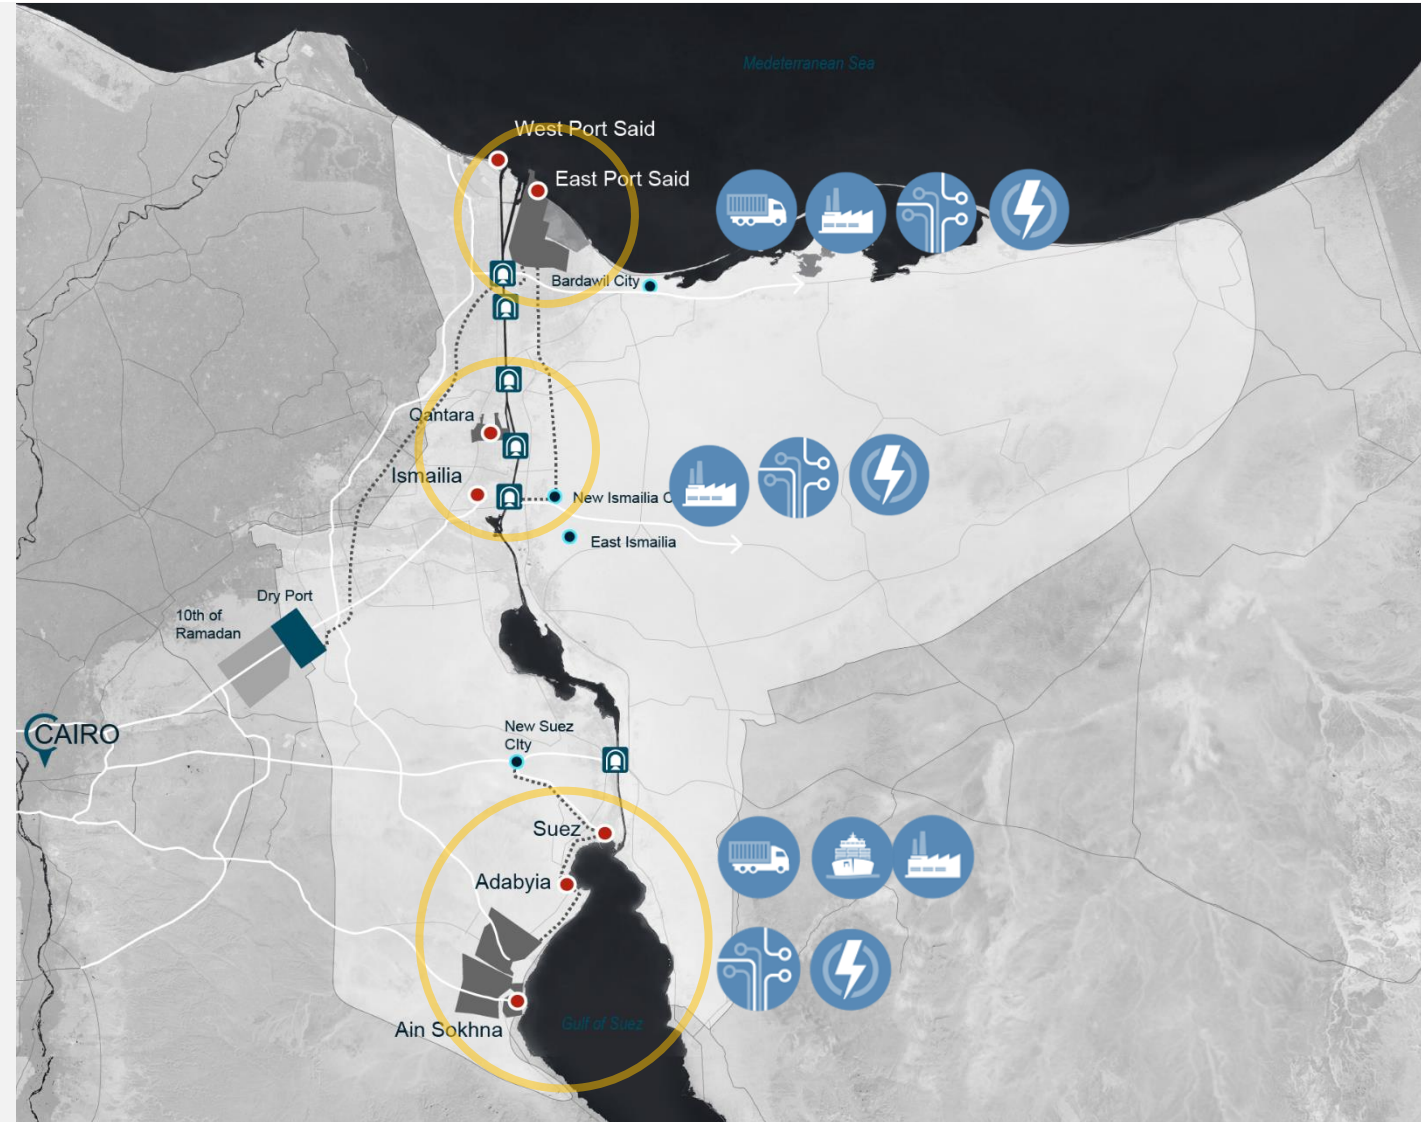 Medeterranean Sea
West Port Said
East Port Said
Bardawil City
Qantara
Ismailia
New Ismailia C
East Ismailia
Dry Port
10th of
Ramadan
CAIRO
New Suez
CIty
Suez
Adabyia
Ain Sokhna
Gulf of Suez